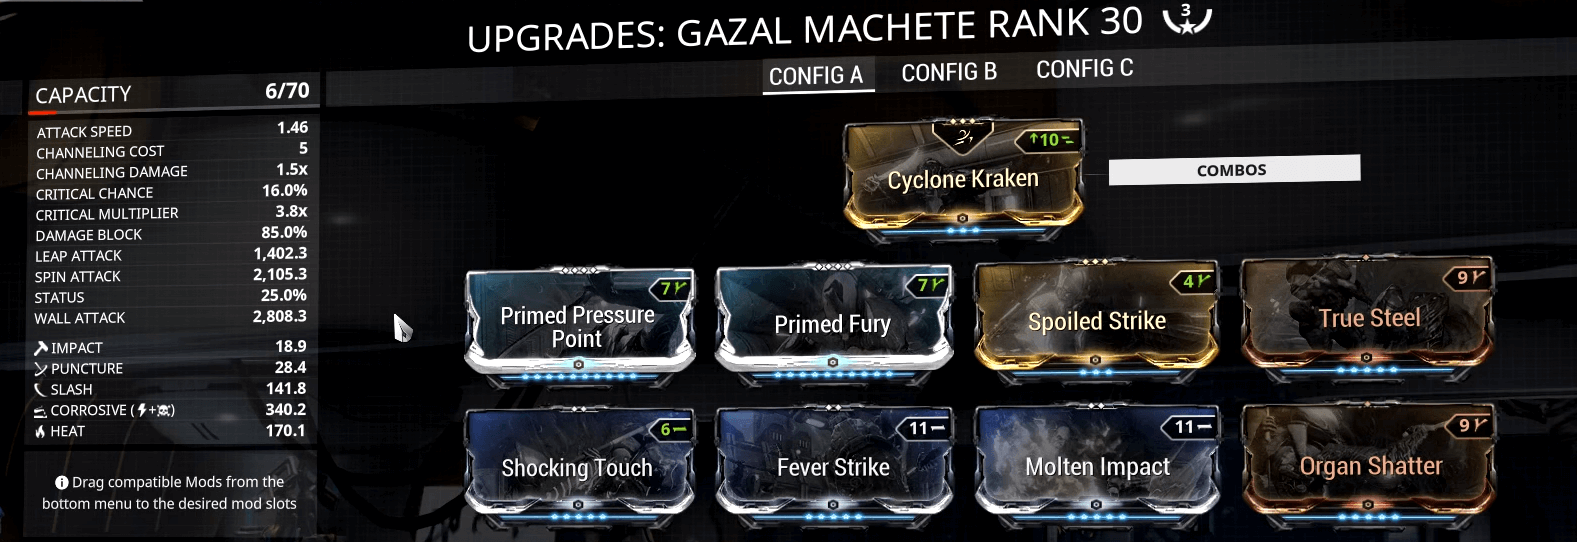 UPGRADES: GAZAL MACHETE RANK 30 3
CONFIG A CONFIG B CONFIG C
CAPACITY 6/70
ATTACK SPEED 1.46
CHANNELING COST 5
CHANNELING DAMAGE 1.5x
CRITICAL CHANCE 16.0%
CRITICAL MULTIPLIER 3.8x
DAMAGE BLOCK 85.0%
LEAP ATTACK 1,402.3
SPIN ATTACK 2,105.3
STATUS 25.0%
WALL ATTACK 2,808.3
IMPACT 18.9
PUNCTURE 28.4
SLASH 141.8
CORROSIVE ( + ) 340.2
HEAT 170.1
Drag compatible Mods from the
bottom menu to the desired mod slots
10
Cyclone Kraken
COMBOS
7
Primed Pressure
Point
7
Primed Fury
4
Spoiled Strike
9
True Steel
6
Shocking Touch
11
Fever Strike
11
Molten Impact
9
Organ Shatter